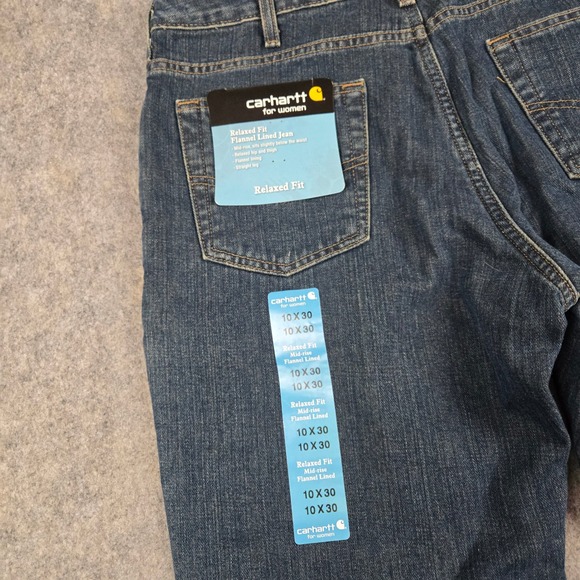 carhartt
for women
Relaxed Fit
Flannel Lined Jean
- Mid-rise, sits slightly below the waist
- Relaxed hip and thigh
- Flannel lining
- Straight leg
Relaxed Fit
carhartt
for women
10 X 30
10 X 30
Relaxed Fit
Mid-rise
Flannel Lined
10 X 30
10 X 30
Relaxed Fit
Mid-rise
Flannel Lined
10 X 30
10 X 30
Relaxed Fit
Mid-rise
Flannel Lined
10 X 30
10 X 30
carhartt
for women